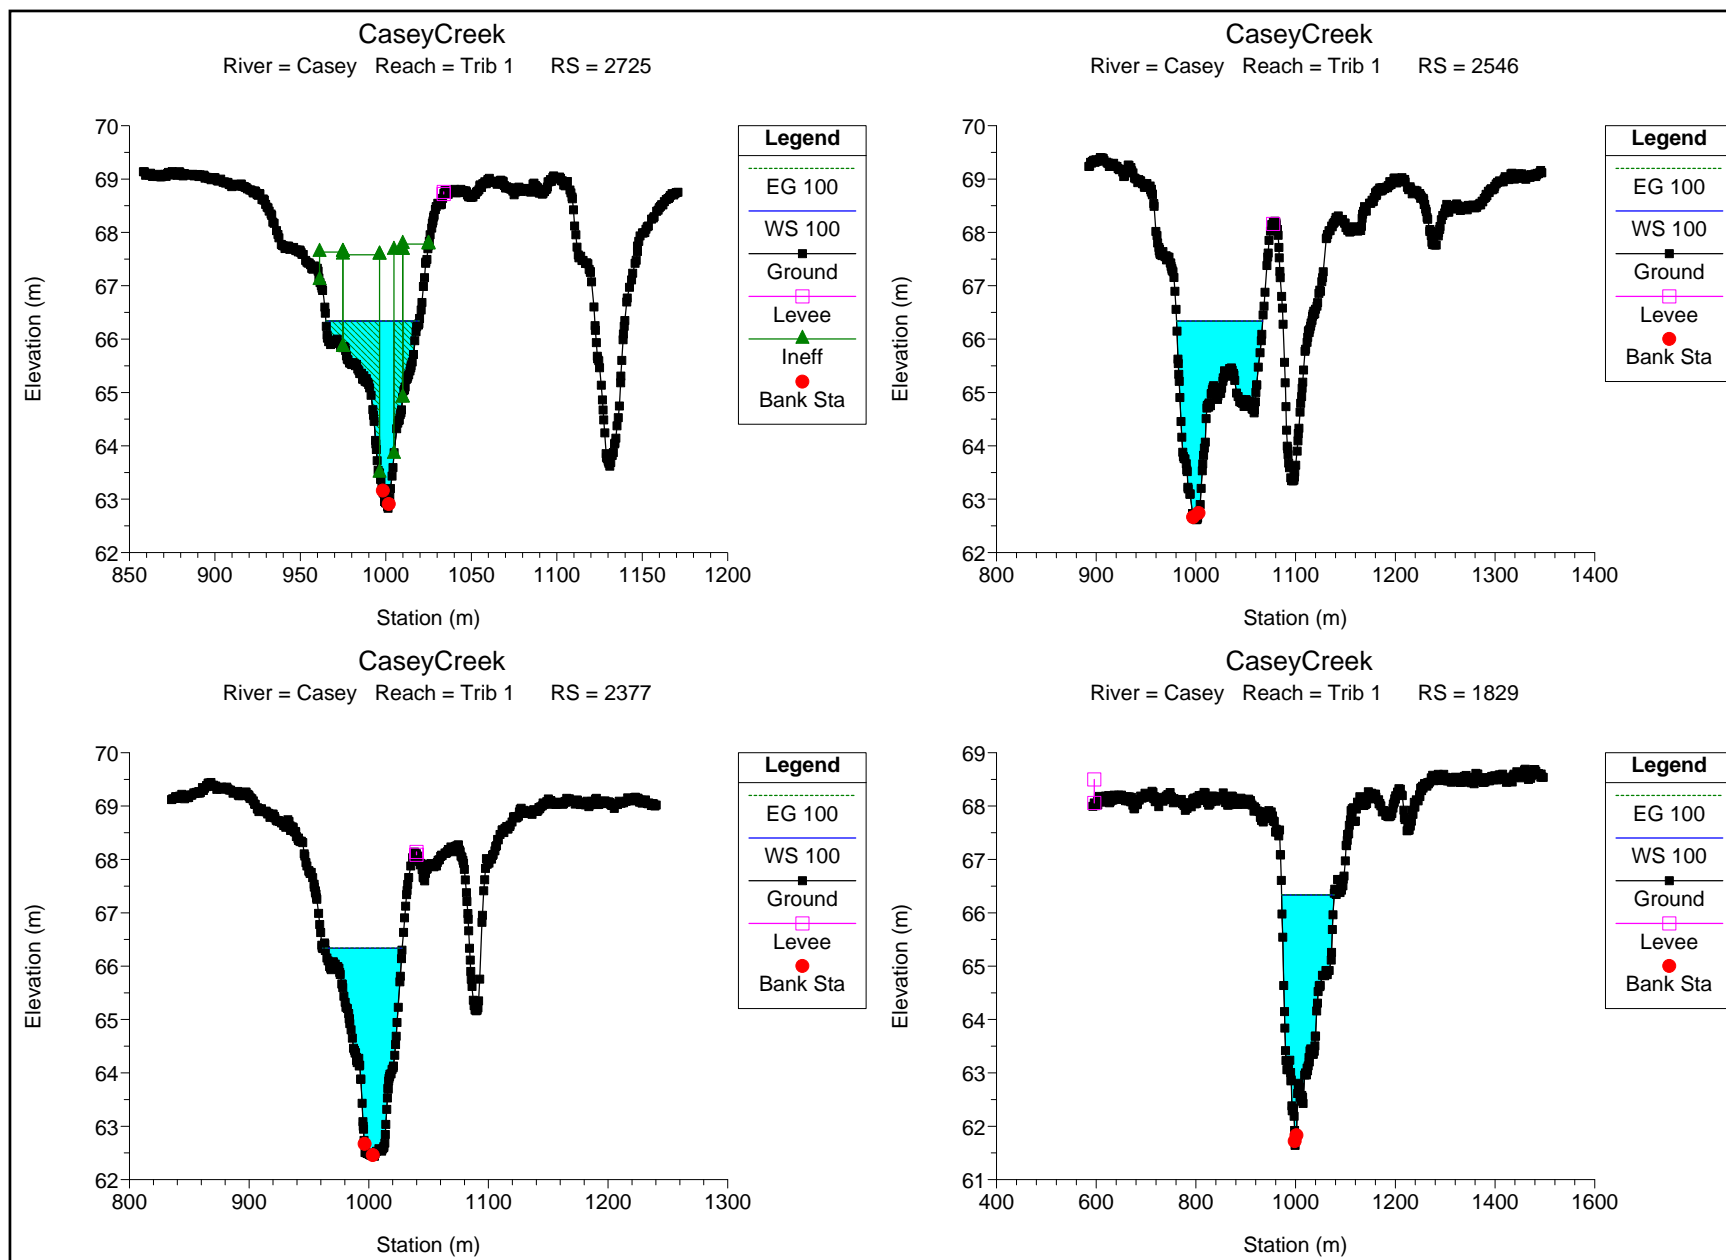 CaseyCreek
River = Casey   Reach = Trib 1      RS = 2725
70
69
68
67
66
65
64
63
62
Elevation (m)
850 900 950 1000 1050 1100 1150 1200
Station (m)
Legend
EG 100
WS 100
Ground
Levee
Ineff
Bank Sta
CaseyCreek
River = Casey   Reach = Trib 1      RS = 2546
70
69
68
67
66
65
64
63
62
Elevation (m)
800 900 1000 1100 1200 1300 1400
Station (m)
Legend
EG 100
WS 100
Ground
Levee
Bank Sta
CaseyCreek
River = Casey   Reach = Trib 1      RS = 2377
70
69
68
67
66
65
64
63
62
Elevation (m)
800 900 1000 1100 1200 1300
Station (m)
Legend
EG 100
WS 100
Ground
Levee
Bank Sta
CaseyCreek
River = Casey   Reach = Trib 1      RS = 1829
69
68
67
66
65
64
63
62
61
Elevation (m)
400 600 800 1000 1200 1400 1600
Station (m)
Legend
EG 100
WS 100
Ground
Levee
Bank Sta